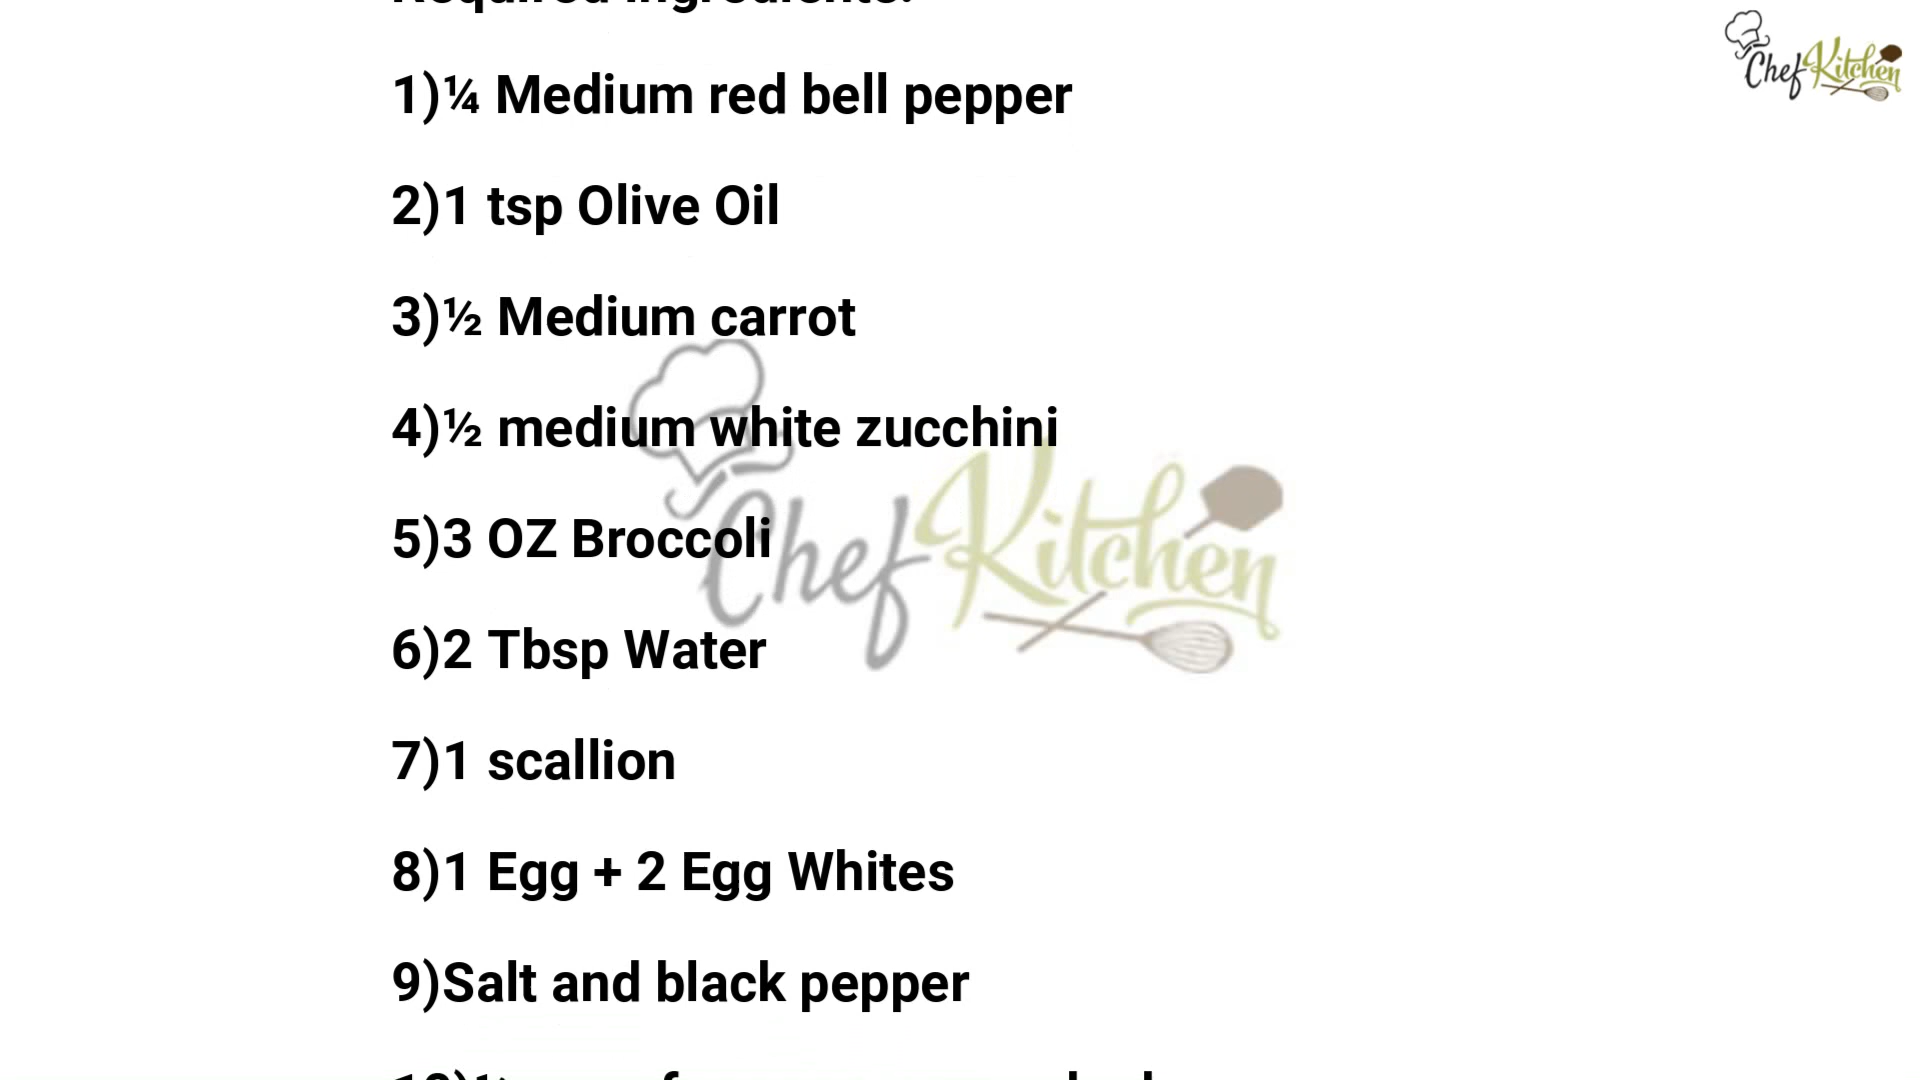 Required Ingredients:
Chef Kitchen
1)¼ Medium red bell pepper
2)1 tsp Olive Oil
3)½ Medium carrot
4)½ medium white zucchini
5)3 OZ Broccoli
Chef Kitchen
6)2 Tbsp Water
7)1 scallion
8)1 Egg + 2 Egg Whites
9)Salt and black pepper